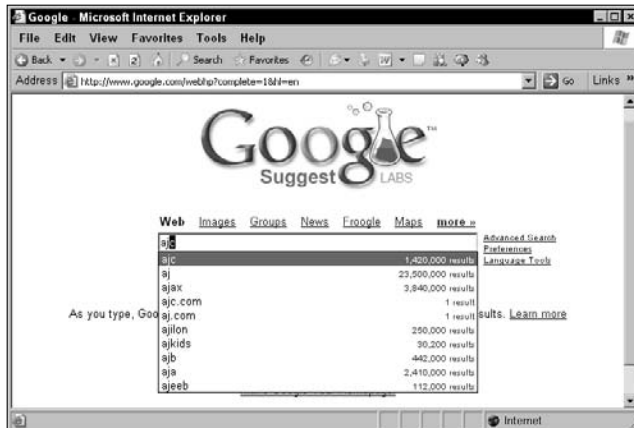 Google - Microsoft Internet Explorer
File Edit View Favorites Tools Help
Back Search Favorites
Address http://www.google.com/webhp?complete=1&hl=en Go Links »
Google™
Suggest LABS
Web Images Groups News Froogle Maps more »
ajc
Advanced Search
Preferences
Language Tools
ajc 1,420,000 results
aj 23,500,000 results
ajax 3,840,000 results
ajc.com 1 result
aj.com 1 result
As you type, Goo sults. Learn more
ajilon 250,000 results
ajkids 30,200 results
ajb 442,000 results
aja 2,410,000 results
ajeeb 112,000 results
Internet